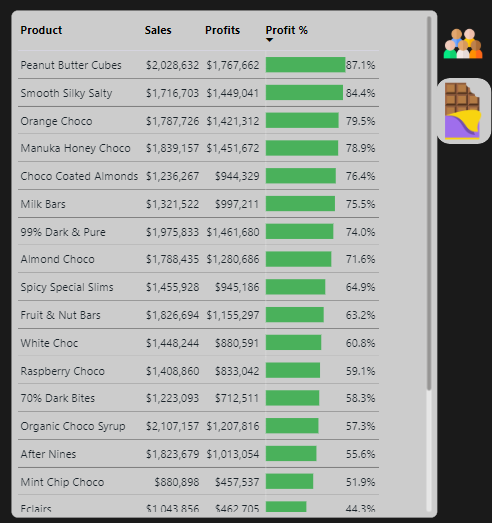 Product Sales Profits Profit %
Peanut Butter Cubes $2,028,632 $1,767,662 87.1%
Smooth Silky Salty $1,716,703 $1,449,041 84.4%
Orange Choco $1,787,726 $1,421,312 79.5%
Manuka Honey Choco $1,839,157 $1,451,672 78.9%
Choco Coated Almonds $1,236,267 $944,329 76.4%
Milk Bars $1,321,522 $997,211 75.5%
99% Dark & Pure $1,975,833 $1,461,680 74.0%
Almond Choco $1,788,435 $1,280,686 71.6%
Spicy Special Slims $1,455,928 $945,186 64.9%
Fruit & Nut Bars $1,826,694 $1,155,297 63.2%
White Choc $1,448,244 $880,591 60.8%
Raspberry Choco $1,408,860 $833,042 59.1%
70% Dark Bites $1,223,093 $712,511 58.3%
Organic Choco Syrup $2,107,157 $1,207,816 57.3%
After Nines $1,823,679 $1,013,054 55.6%
Mint Chip Choco $880,898 $457,537 51.9%
Eclairs $1,043,856 $462,705 44.3%